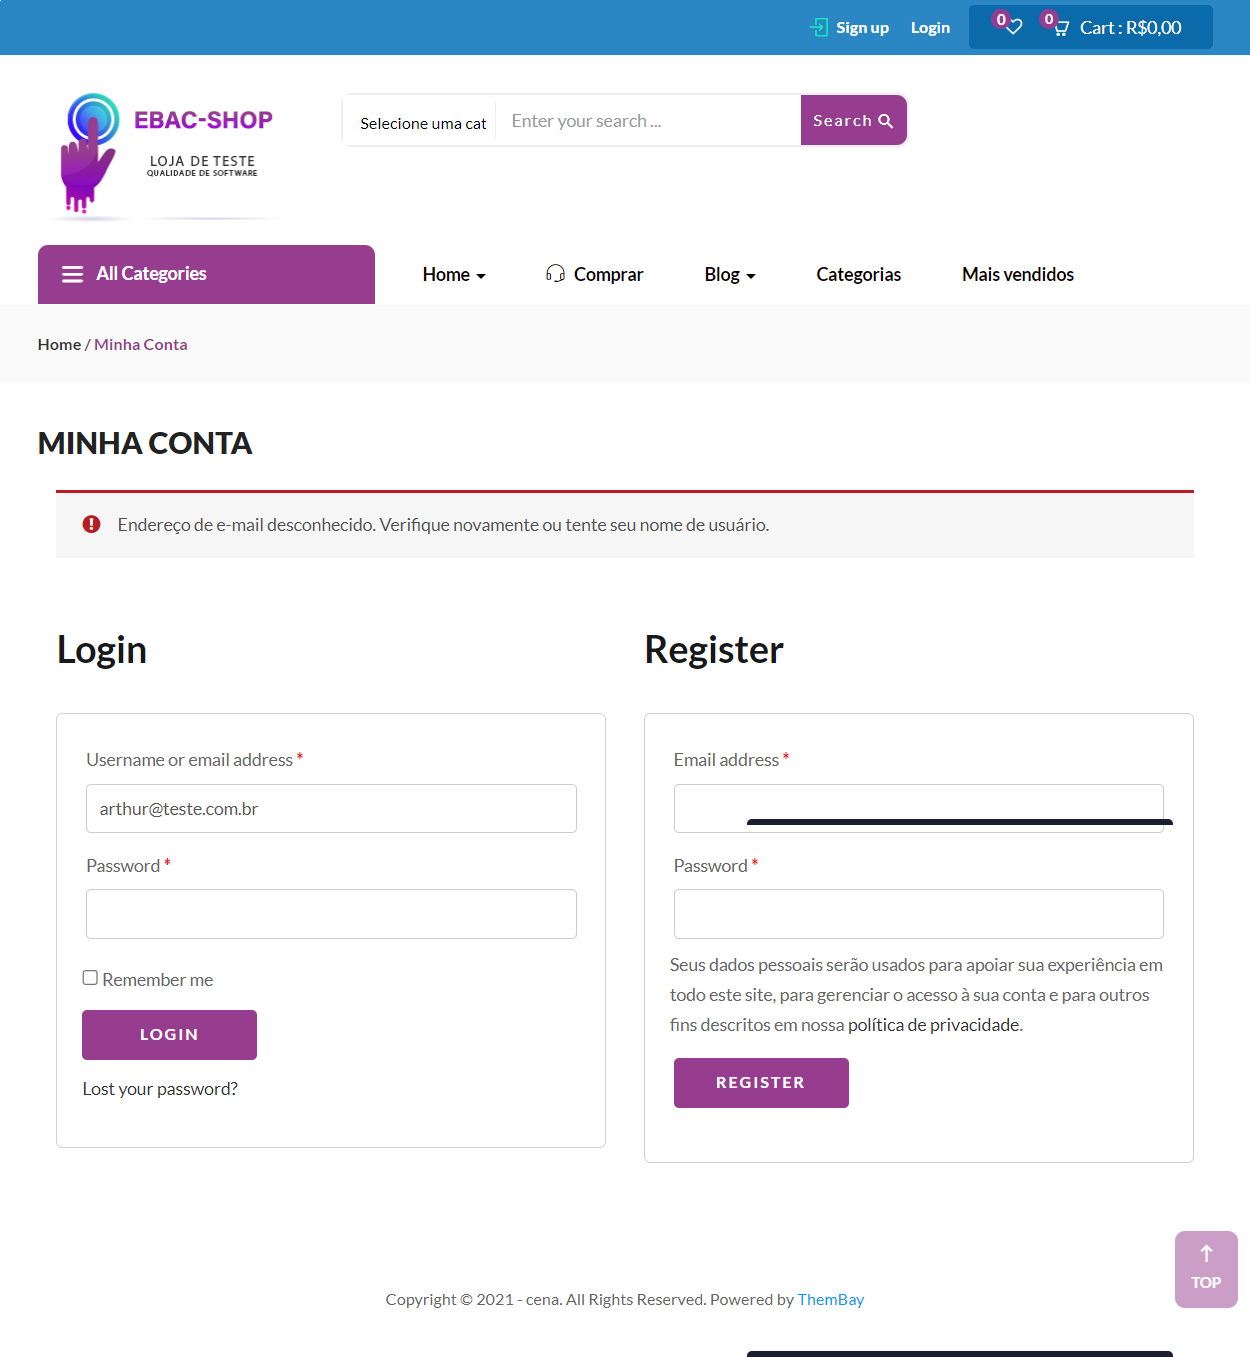 Sign up Login 0 0 Cart : R$0,00
EBAC-SHOP
LOJA DE TESTE
QUALIDADE DE SOFTWARE
Selecione uma cat Enter your search ... Search
All Categories Home Comprar Blog Categorias Mais vendidos
Home / Minha Conta
MINHA CONTA
Endereço de e-mail desconhecido. Verifique novamente ou tente seu nome de usuário.
Login
Username or email address *
arthur@teste.com.br
Password *
Remember me
LOGIN
Lost your password?
Register
Email address *
Password *
Seus dados pessoais serão usados para apoiar sua experiência em
todo este site, para gerenciar o acesso à sua conta e para outros
fins descritos em nossa política de privacidade.
REGISTER
TOP
Copyright © 2021 - cena. All Rights Reserved. Powered by ThemBay